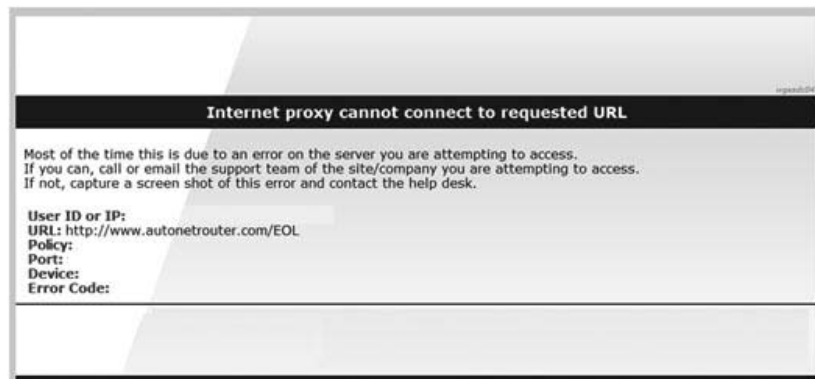 Internet proxy cannot connect to requested URL
Most of the time this is due to an error on the server you are attempting to access.
If you can, call or email the support team of the site/company you are attempting to access.
If not, capture a screen shot of this error and contact the help desk.
User ID or IP:
URL: http://www.autonetrouter.com/EOL
Policy:
Port:
Device:
Error Code: